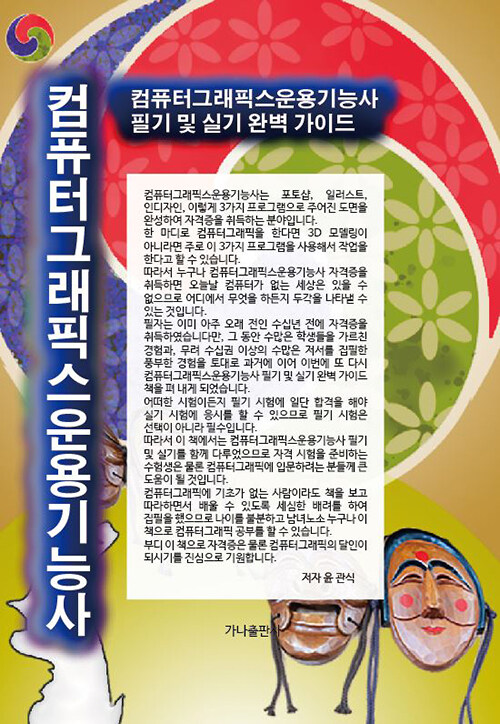 컴퓨터그래픽스운용기능사
컴퓨터그래픽스운용기능사
필기 및 실기 완벽 가이드
컴퓨터그래픽스운용기능사는 포토샵, 일러스트,
인디자인, 이렇게 3가지 프로그램으로 주어진 도면을
완성하여 자격증을 취득하는 분야입니다.
한 마디로 컴퓨터그래픽을 한다면 3D 모델링이
아니라면 주로 이 3가지 프로그램을 사용해서 작업을
한다고 할 수 있습니다.
따라서 누구나 컴퓨터그래픽스운용기능사 자격증을
취득하면 오늘날 컴퓨터가 없는 세상은 있을 수
없으므로 어디에서 무엇을 하든지 두각을 나타낼 수
있는 것입니다.
필자는 이미 아주 오래 전인 수십년 전에 자격증을
취득하였습니다만, 그 동안 수많은 학생들을 가르친
경험과, 무려 수십권 이상의 수많은 저서를 집필한
풍부한 경험을 토대로 과거에 이어 이번에 또 다시
컴퓨터그래픽스운용기능사 필기 및 실기 완벽 가이드
책을 펴 내게 되었습니다.
어떠한 시험이든지 필기 시험에 일단 합격을 해야
실기 시험에 응시를 할 수 있으므로 필기 시험은
선택이 아니라 필수입니다.
따라서 이 책에서는 컴퓨터그래픽스운용기능사 필기
및 실기를 함께 다루었으므로 자격 시험을 준비하는
수험생은 물론 컴퓨터그래픽에 입문하려는 분들께 큰
도움이 될 것입니다.
컴퓨터그래픽에 기초가 없는 사람이라도 책을 보고
따라하면서 배울 수 있도록 세심한 배려를 하여
집필을 했으므로 나이를 불문하고 남녀노소 누구나 이
책으로 컴퓨터그래픽 공부를 할 수 있습니다.
부디 이 책으로 자격증은 물론 컴퓨터그래픽의 달인이
되시기를 진심으로 기원합니다.
저자 윤 관식
가나출판사